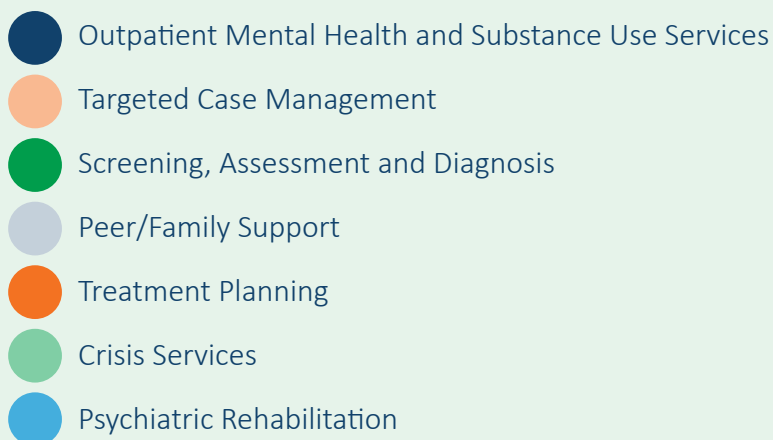 Outpatient Mental Health and Substance Use Services
Targeted Case Management
Screening, Assessment and Diagnosis
Peer/Family Support
Treatment Planning
Crisis Services
Psychiatric Rehabilitation